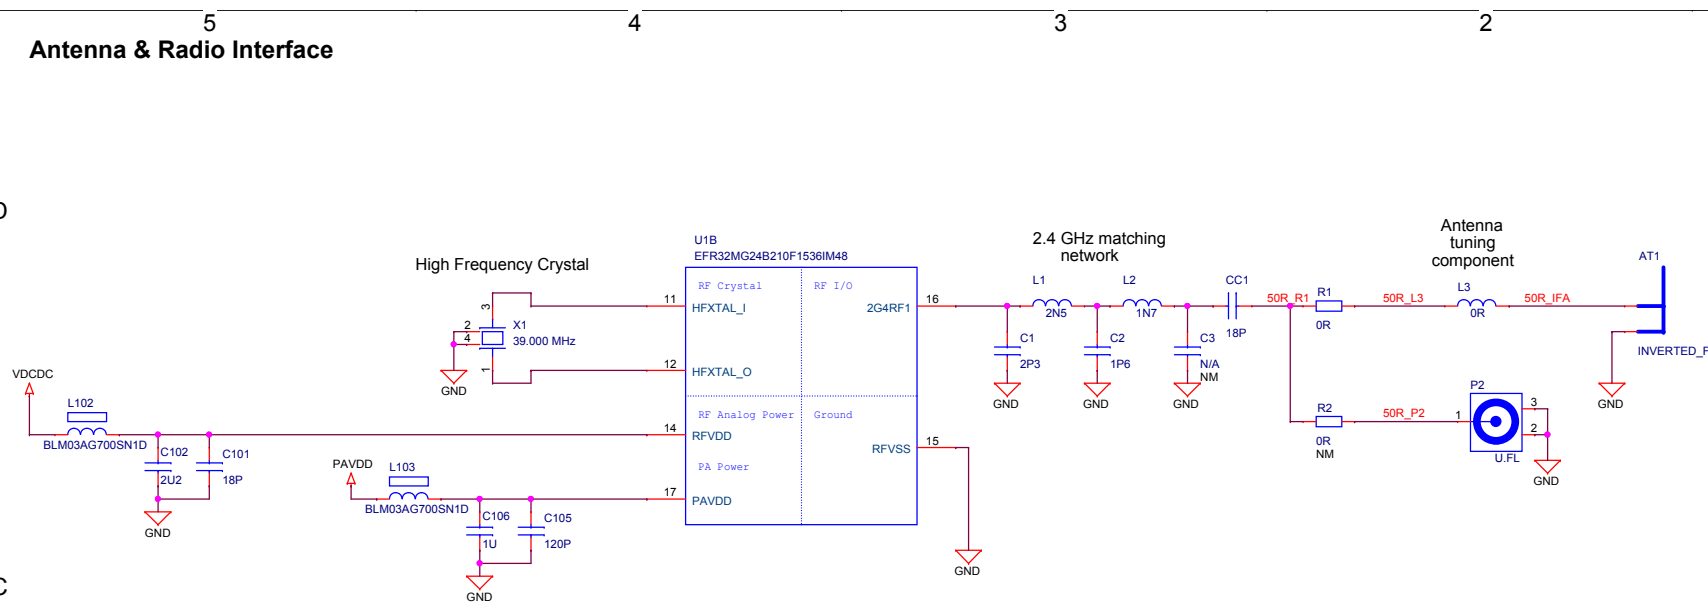 5
4
3
2
Antenna & Radio Interface
D
High Frequency Crystal
2.4 GHz matching
network
Antenna
tuning
component
U1B
EFR32MG24B210F1536IM48
RF Crystal
RF I/O
RF Analog Power
Ground
PA Power
HFXTAL_I
HFXTAL_O
RFVDD
PAVDD
2G4RF1
RFVSS
11
12
14
17
16
15
3
2
4
1
X1
39.000 MHz
GND
VDCDC
L102
BLM03AG700SN1D
C102
2U2
C101
18P
GND
PAVDD
L103
BLM03AG700SN1D
C106
1U
C105
120P
GND
GND
L1
2N5
L2
1N7
C1
2P3
GND
C2
1P6
GND
C3
N/A
NM
GND
CC1
18P
50R_R1
R1
0R
50R_L3
L3
0R
50R_IFA
AT1
INVERTED_F
GND
R2
0R
NM
50R_P2
P2
1
3
2
U.FL
GND
C